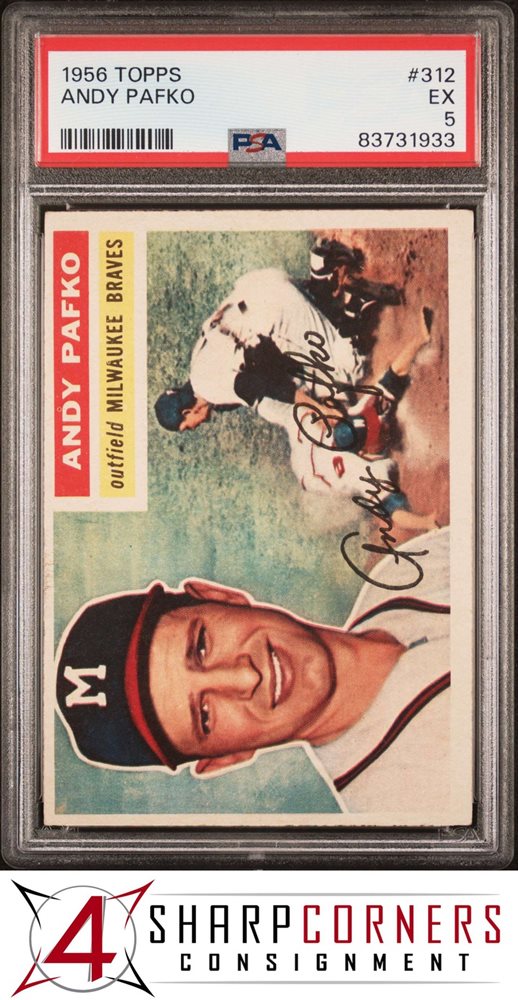 1956 TOPPS #312
ANDY PAFKO EX
5
PSA 83731933
ANDY PAFKO
outfield MILWAUKEE BRAVES
Andy Pafko
M
4 SHARPCORNERS
CONSIGNMENT